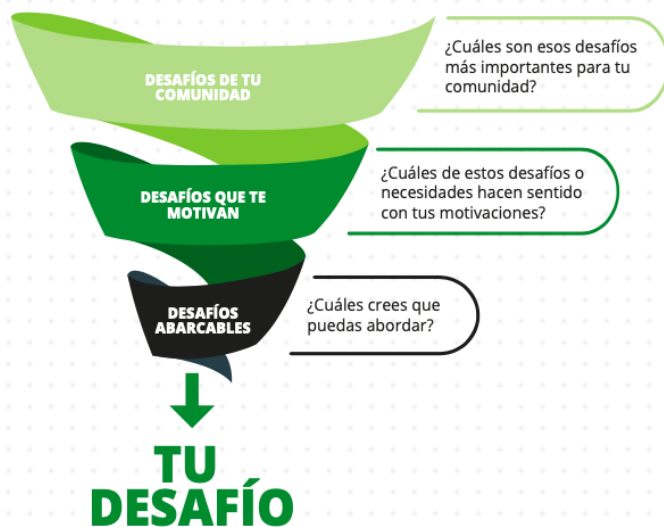 DESAFÍOS DE TU
COMUNIDAD
¿Cuáles son esos desafíos
más importantes para tu
comunidad?
DESAFÍOS QUE TE
MOTIVAN
¿Cuáles de estos desafíos o
necesidades hacen sentido
con tus motivaciones?
DESAFÍOS
ABARCABLES
¿Cuáles crees que
puedas abordar?
TU
DESAFÍO